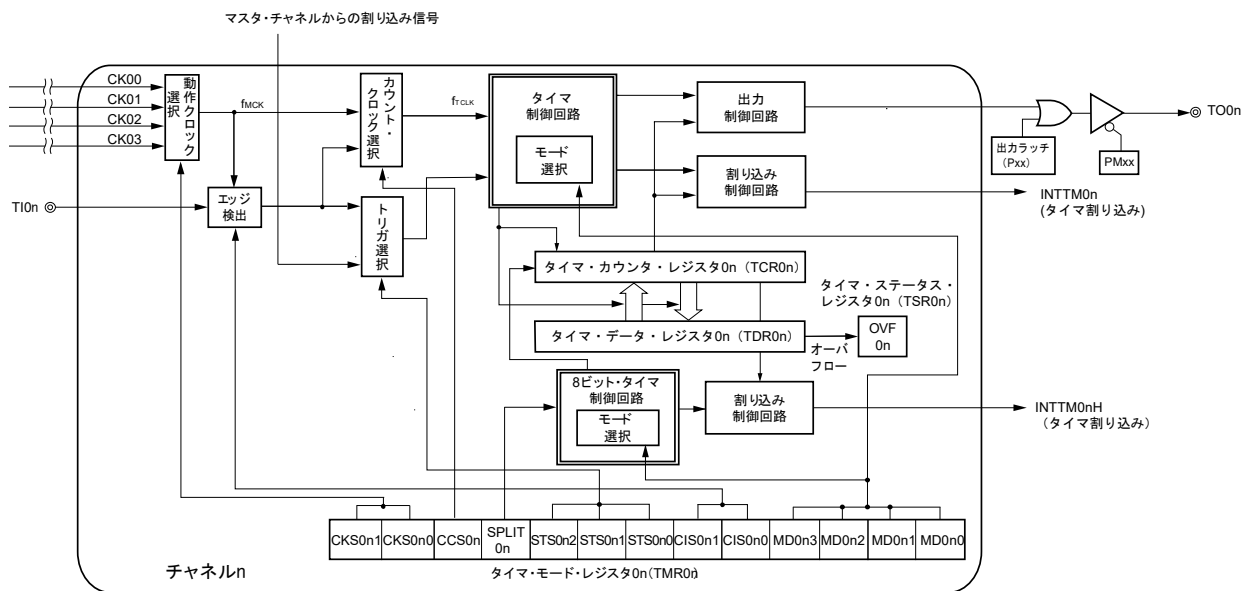 マスタ・チャネルからの割り込み信号
CK00
CK01
CK02
CK03
動作クロック
選択
fMCK
カウント・
クロック選択
fTCLK
タイマ
制御回路
モード
選択
出力
制御回路
出力ラッチ
(Pxx)
PMxx
TO0n
TI0n
エッジ
検出
トリガ選択
割り込み
制御回路
INTTM0n
(タイマ割り込み)
タイマ・カウンタ・レジスタ0n (TCR0n)
タイマ・ステータス・
レジスタ0n (TSR0n)
タイマ・データ・レジスタ0n (TDR0n)
オーバ
フロー
OVF
0n
8ビット・タイマ
制御回路
モード
選択
割り込み
制御回路
INTTM0nH
(タイマ割り込み)
CKS0n1 CKS0n0 CCS0n SPLIT
0n STS0n2 STS0n1 STS0n0 CIS0n1 CIS0n0 MD0n3 MD0n2 MD0n1 MD0n0
チャネルn
タイマ・モード・レジスタ0n(TMR0n)